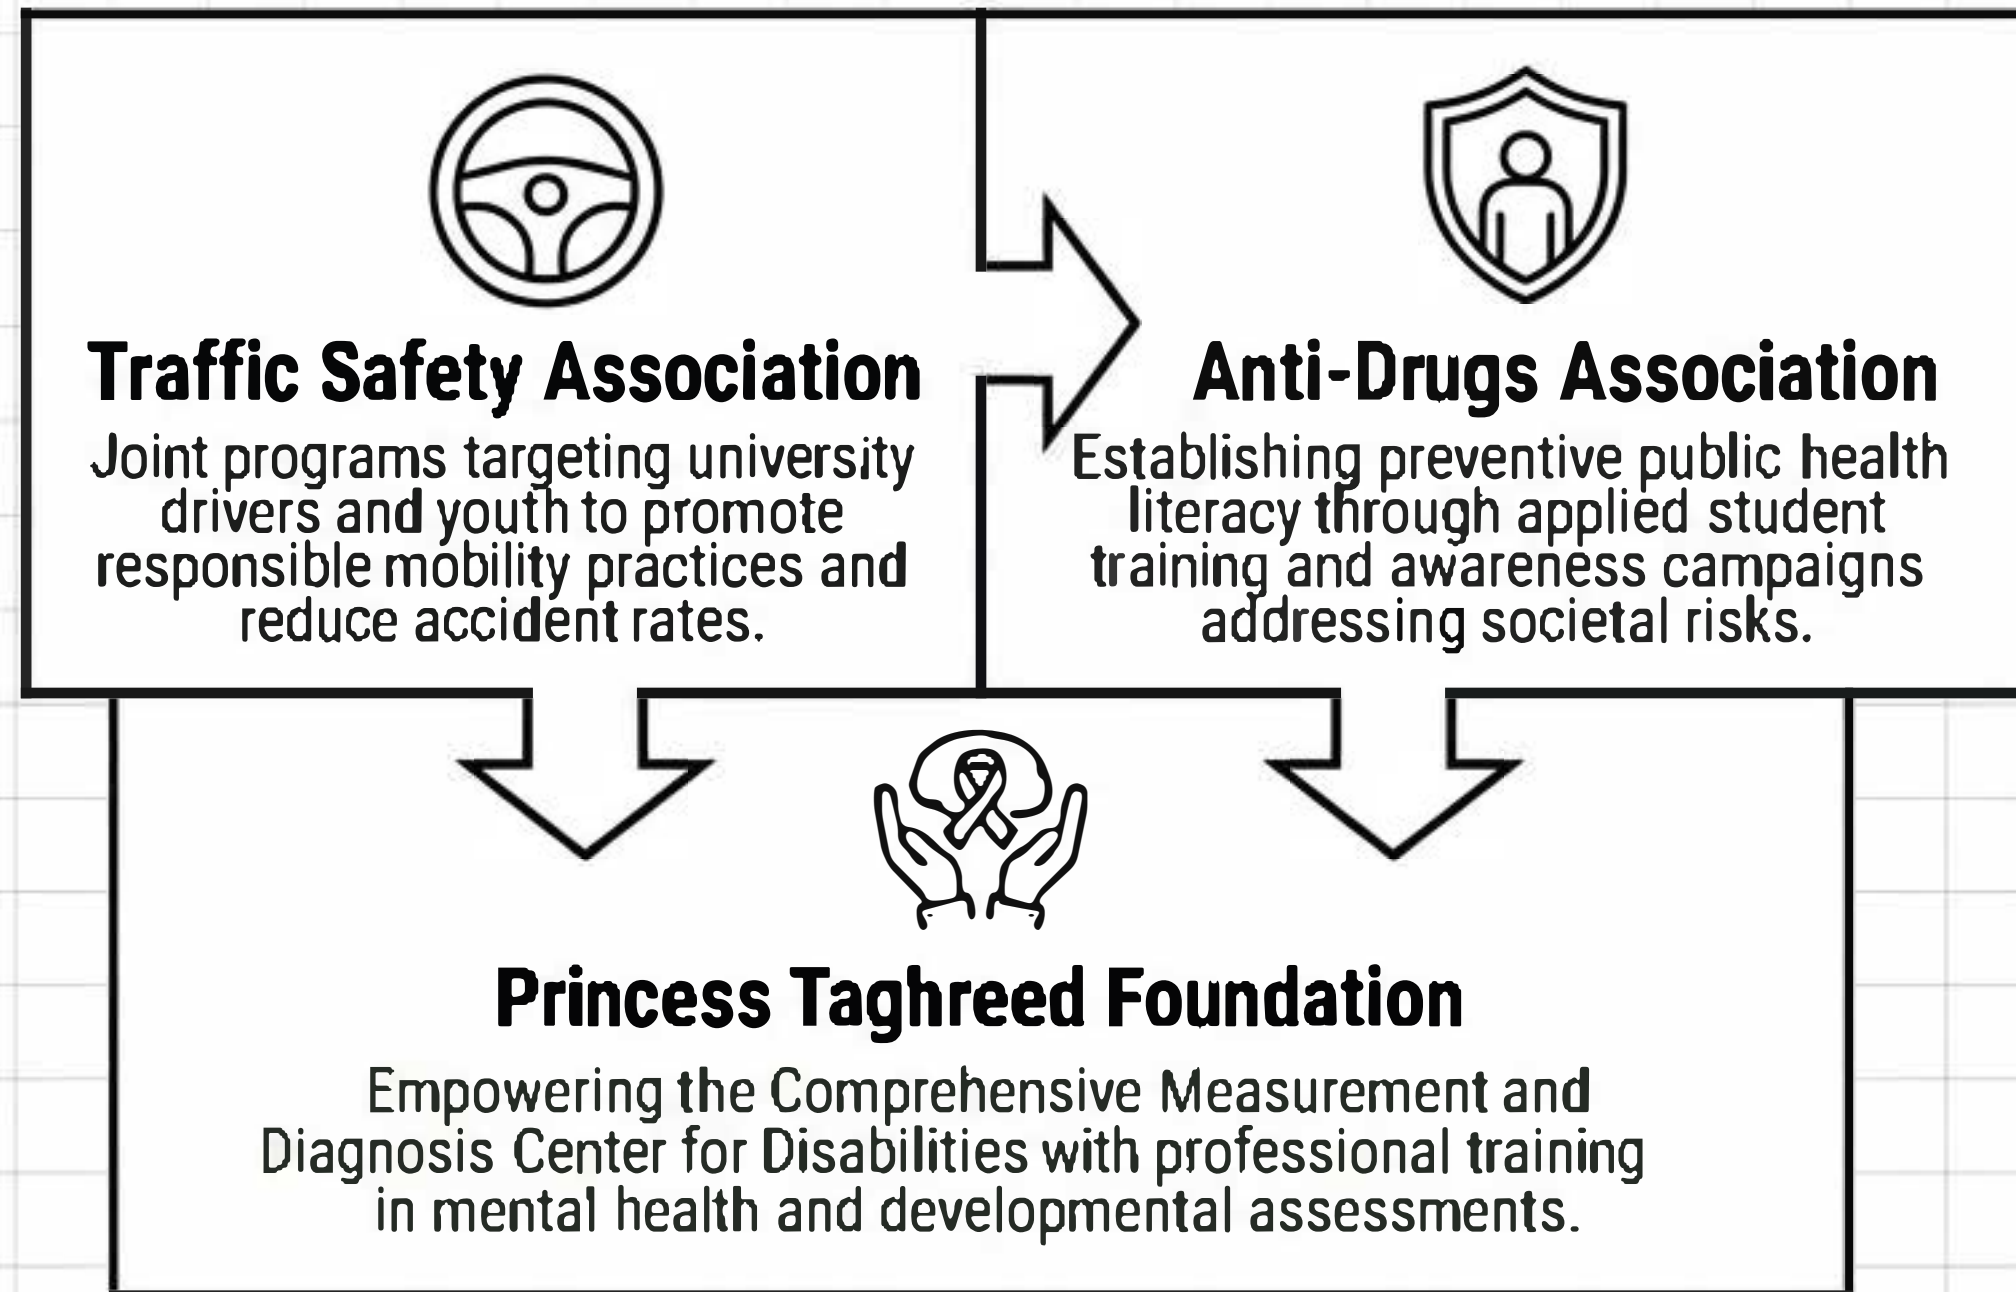 Traffic Safety Association
Joint programs targeting university
drivers and youth to promote
responsible mobility practices and
reduce accident rates.
Anti-Drugs Association
Establishing preventive public health
literacy through applied student
training and awareness campaigns
addressing societal risks.
Princess Taghreed Foundation
Empowering the Comprehensive Measurement and
Diagnosis Center for Disabilities with professional training
in mental health and developmental assessments.